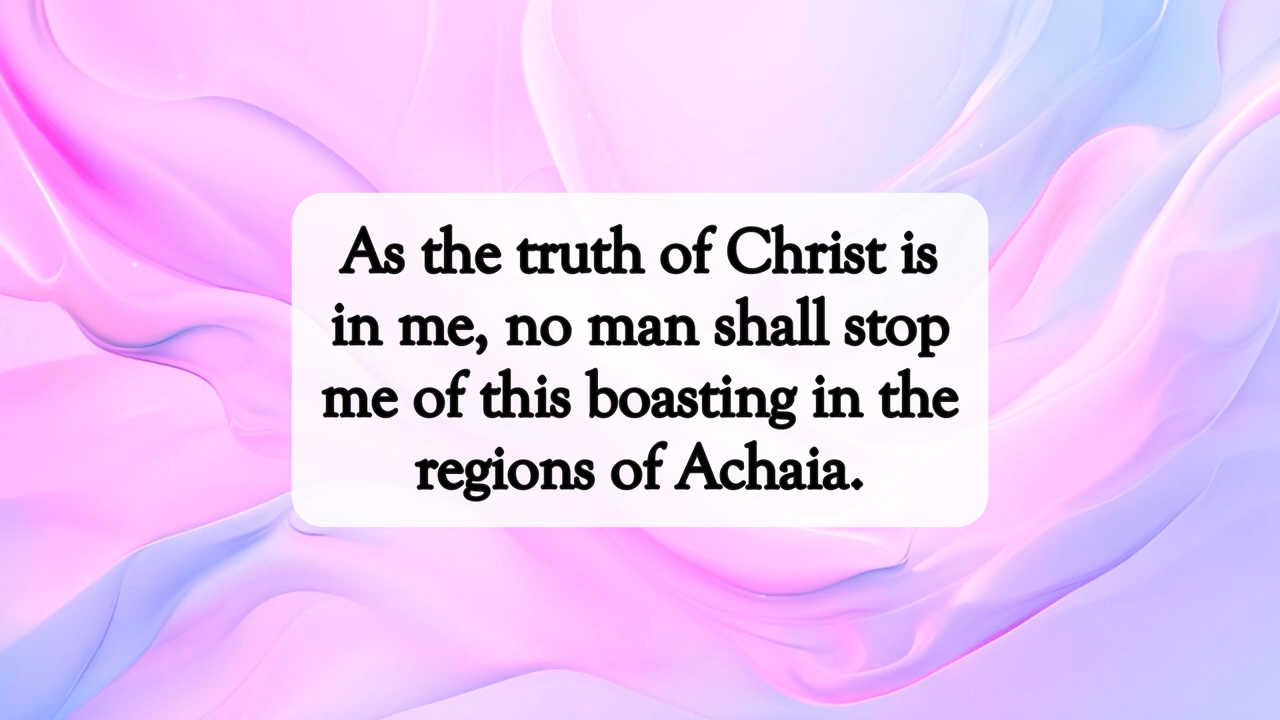 As the truth of Christ is
in me, no man shall stop
me of this boasting in the
regions of Achaia.